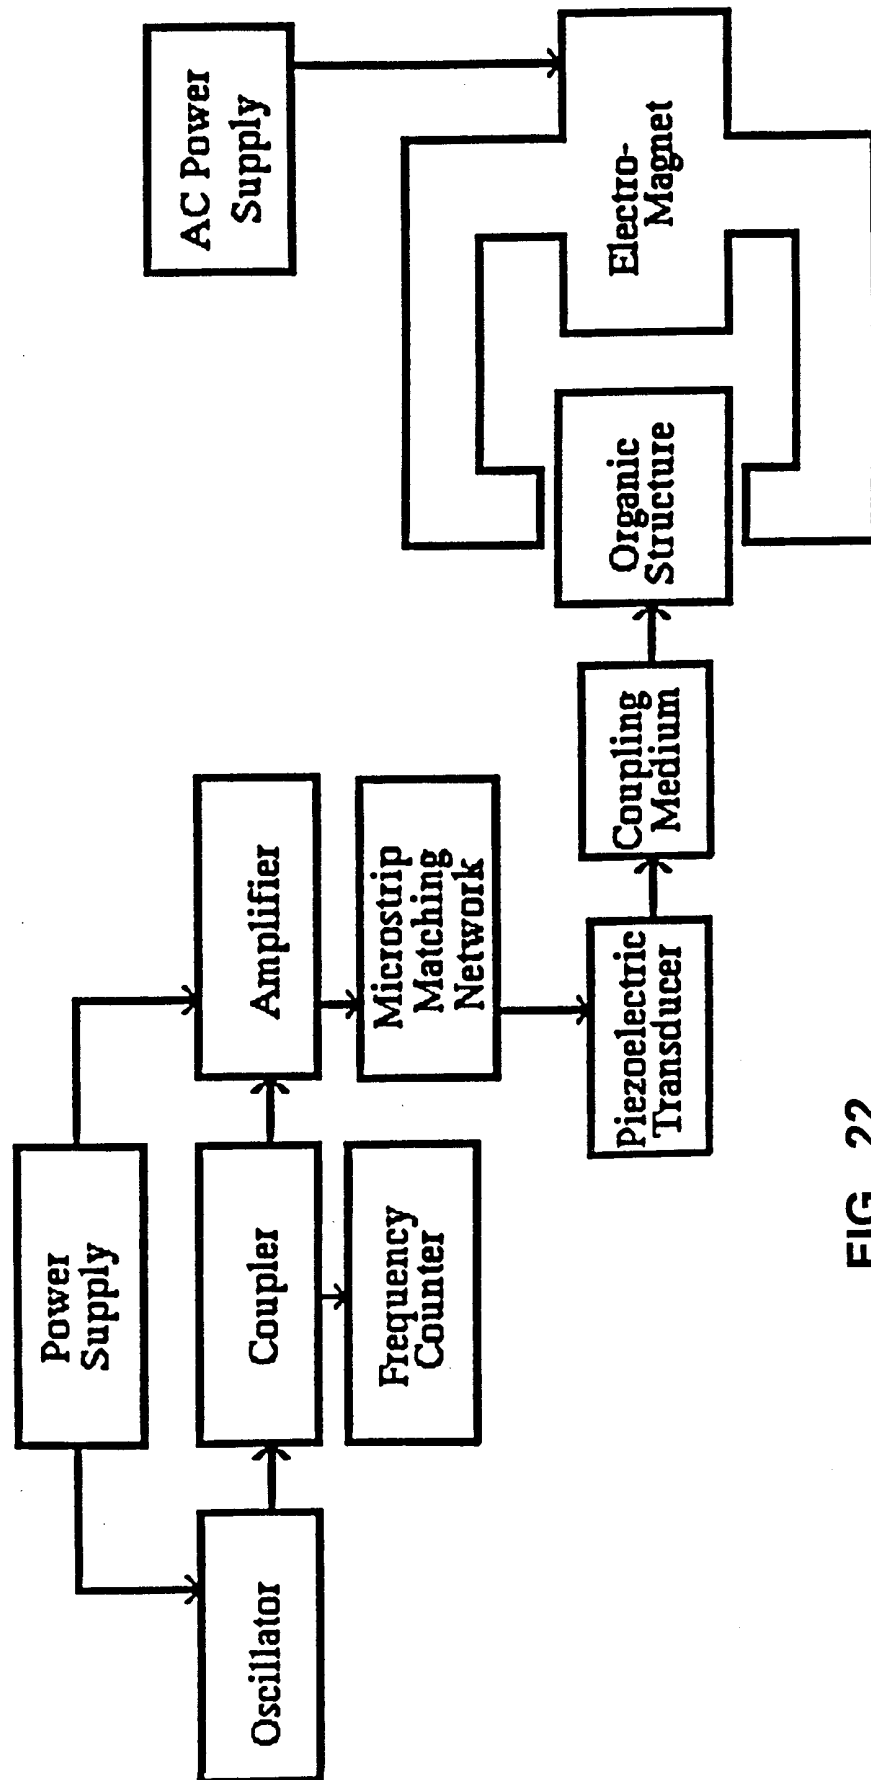 Power
Supply
AC Power
Supply
Oscillator
Coupler
Amplifier
Frequency
Counter
Microstrip
Matching
Network
Piezoelectric
Transducer
Coupling
Medium
Organic
Structure
Electro-
Magnet
FIG. 22